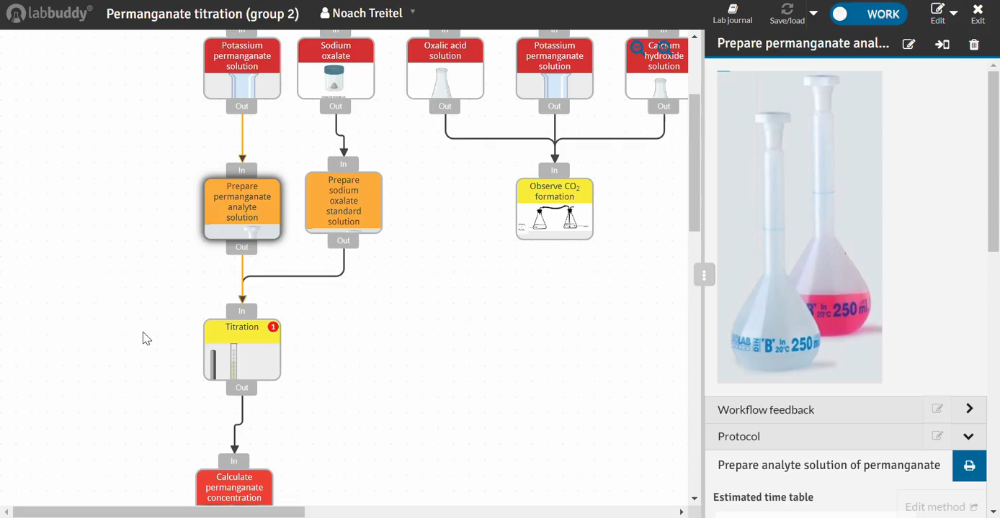 labbuddy®
Permanganate titration (group 2)
Noach Treitel
Lab journal
Save/load
WORK
Edit
Exit
In
In
In
In
In
Potassium
permanganate
solution
Sodium
oxalate
Oxalic acid
solution
Potassium
permanganate
solution
hydroxide
solution
Out
Out
Out
Out
Out
In
In
In
Prepare
permanganate
analyte
solution
Prepare
sodium
oxalate
standard
solution
Observe CO₂
formation
Out
Out
In
Titration
1
Out
In
Calculate
permanganate
concentration
Prepare permanganate anal...
"B" In
20°C 250 ml
"B" In
20°C 250
Workflow feedback
Protocol
Prepare analyte solution of permanganate
Estimated time table
Edit method